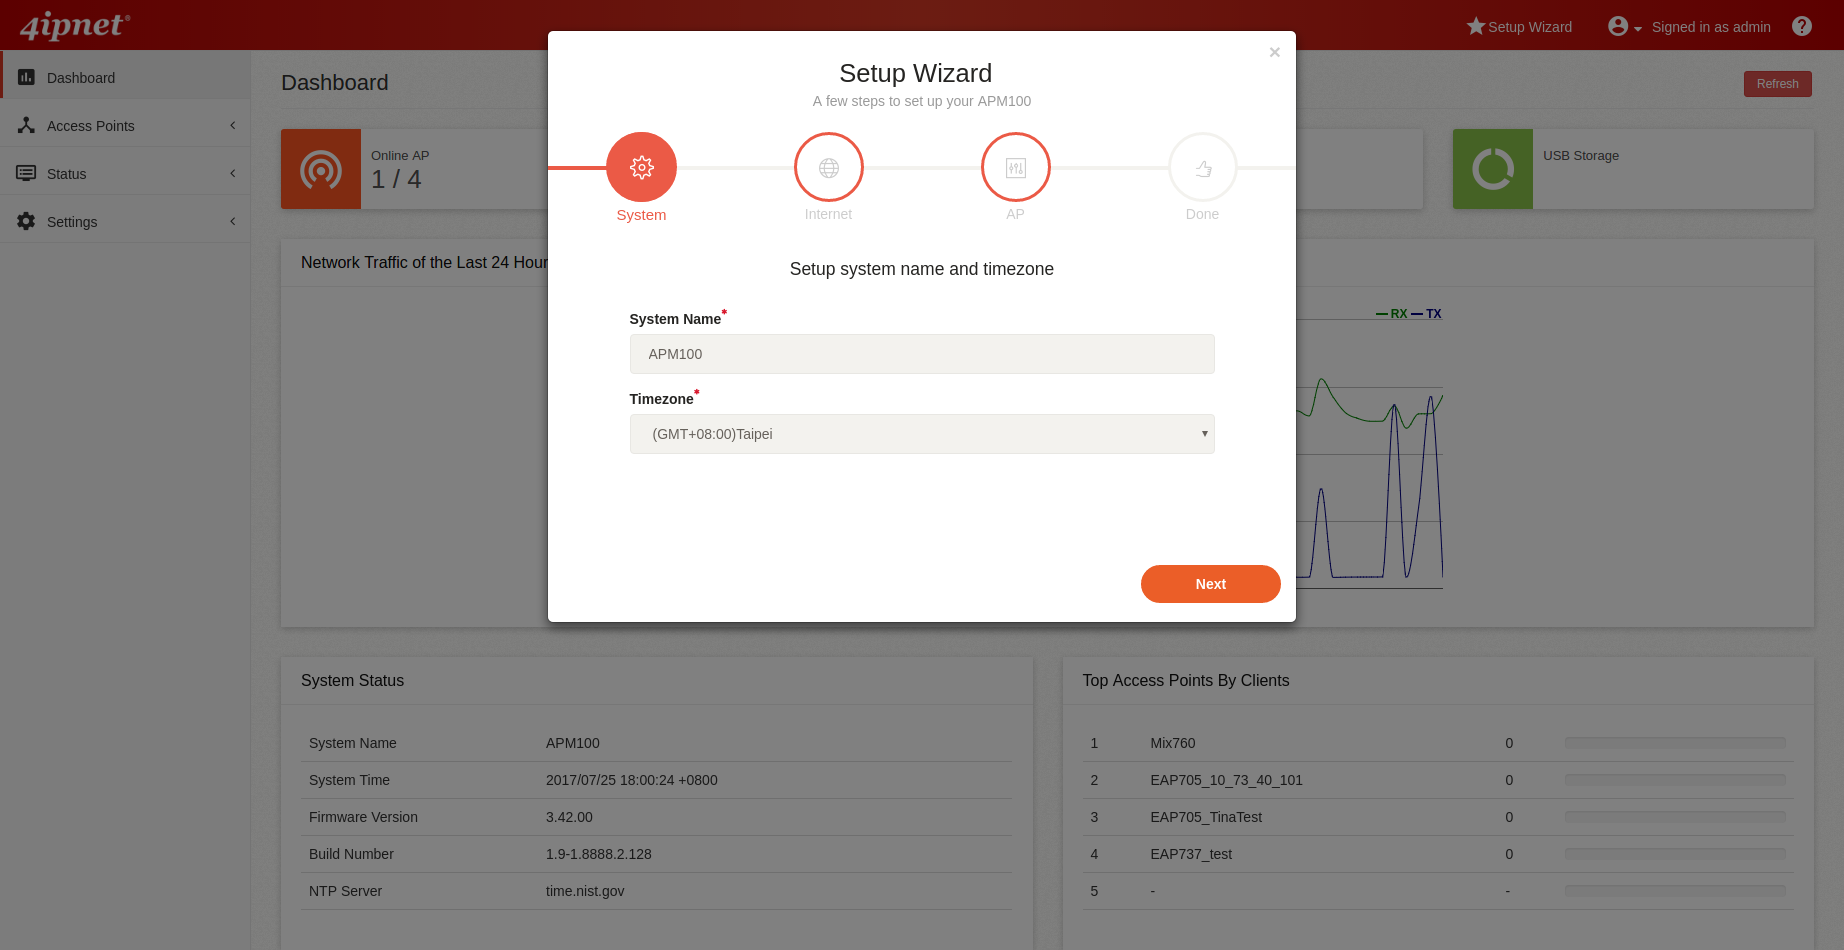 4ipnet®
Setup Wizard
Signed in as admin
Dashboard
Access Points
Status
Settings
Dashboard
Refresh
Online AP
1 / 4
USB Storage
Network Traffic of the Last 24 Hour
RX TX
×
Setup Wizard
A few steps to set up your APM100
System
Internet
AP
Done
Setup system name and timezone
System Name*
APM100
Timezone*
(GMT+08:00)Taipei
Next
System Status
System Name APM100
System Time 2017/07/25 18:00:24 +0800
Firmware Version 3.42.00
Build Number 1.9-1.8888.2.128
NTP Server time.nist.gov
Top Access Points By Clients
1 Mix760 0
2 EAP705_10_73_40_101 0
3 EAP705_TinaTest 0
4 EAP737_test 0
5 - -